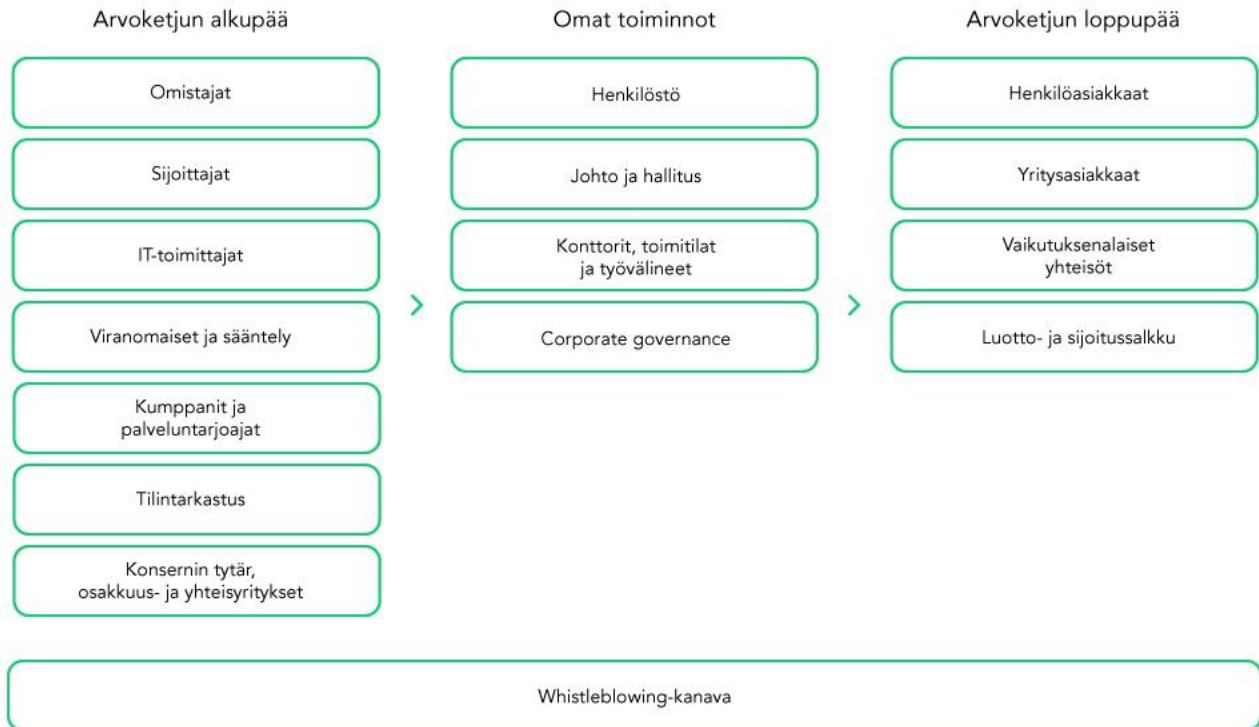 Arvoketjun alkupää
Omistajat
Sijoittajat
IT-toimittajat
Viranomaiset ja sääntely
Kumppanit ja
palveluntarjoajat
Tilintarkastus
Konsernin tytär,
osakkuus- ja yhteisyritykset
Omat toiminnot
Henkilöstö
Johto ja hallitus
Konttorit, toimitilat
ja työvälineet
Corporate governance
Arvoketjun loppupää
Henkilöasiakkaat
Yritysasiakkaat
Vaikutuksenalaiset
yhteisöt
Luotto- ja sijoitussalkku
Whistleblowing-kanava